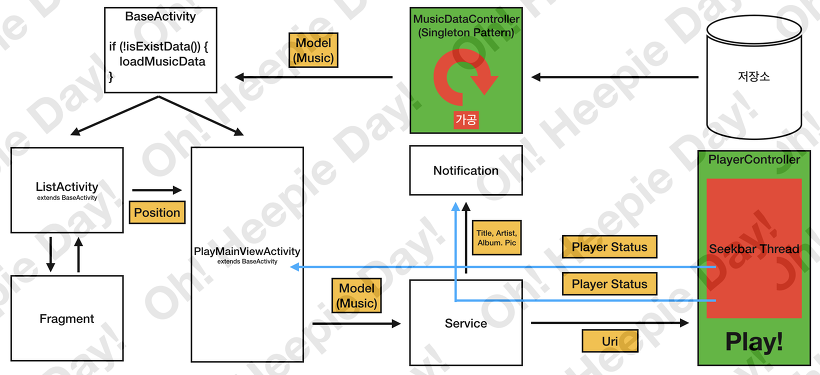 BaseActivity
if (!isExistData()) {
loadMusicData
}
Model
(Music)
MusicDataController
(Singleton Pattern)
가공
저장소
ListActivity
extends BaseActivity
Position
Fragment
PlayMainViewActivity
extends BaseActivity
Model
(Music)
Notification
Title, Artist,
Album. Pic
Service
Player Status
Player Status
Uri
PlayerController
Seekbar Thread
Play!
Oh! Heepie Day!